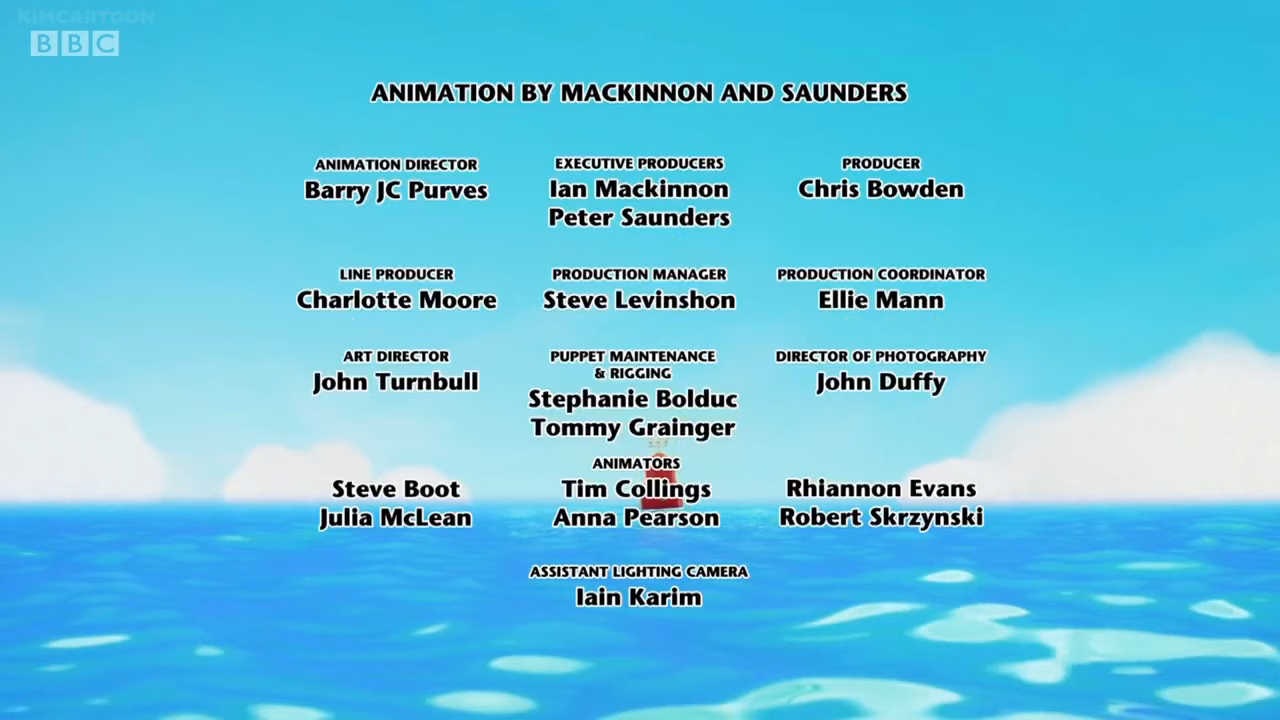 KIMCARTOON
BBC
ANIMATION BY MACKINNON AND SAUNDERS
ANIMATION DIRECTOR
Barry JC Purves
EXECUTIVE PRODUCERS
Ian Mackinnon
Peter Saunders
PRODUCER
Chris Bowden
LINE PRODUCER
Charlotte Moore
PRODUCTION MANAGER
Steve Levinshon
PRODUCTION COORDINATOR
Ellie Mann
ART DIRECTOR
John Turnbull
PUPPET MAINTENANCE
& RIGGING
Stephanie Bolduc
Tommy Grainger
DIRECTOR OF PHOTOGRAPHY
John Duffy
ANIMATORS
Steve Boot Tim Collings Rhiannon Evans
Julia McLean Anna Pearson Robert Skrzynski
ASSISTANT LIGHTING CAMERA
Iain Karim